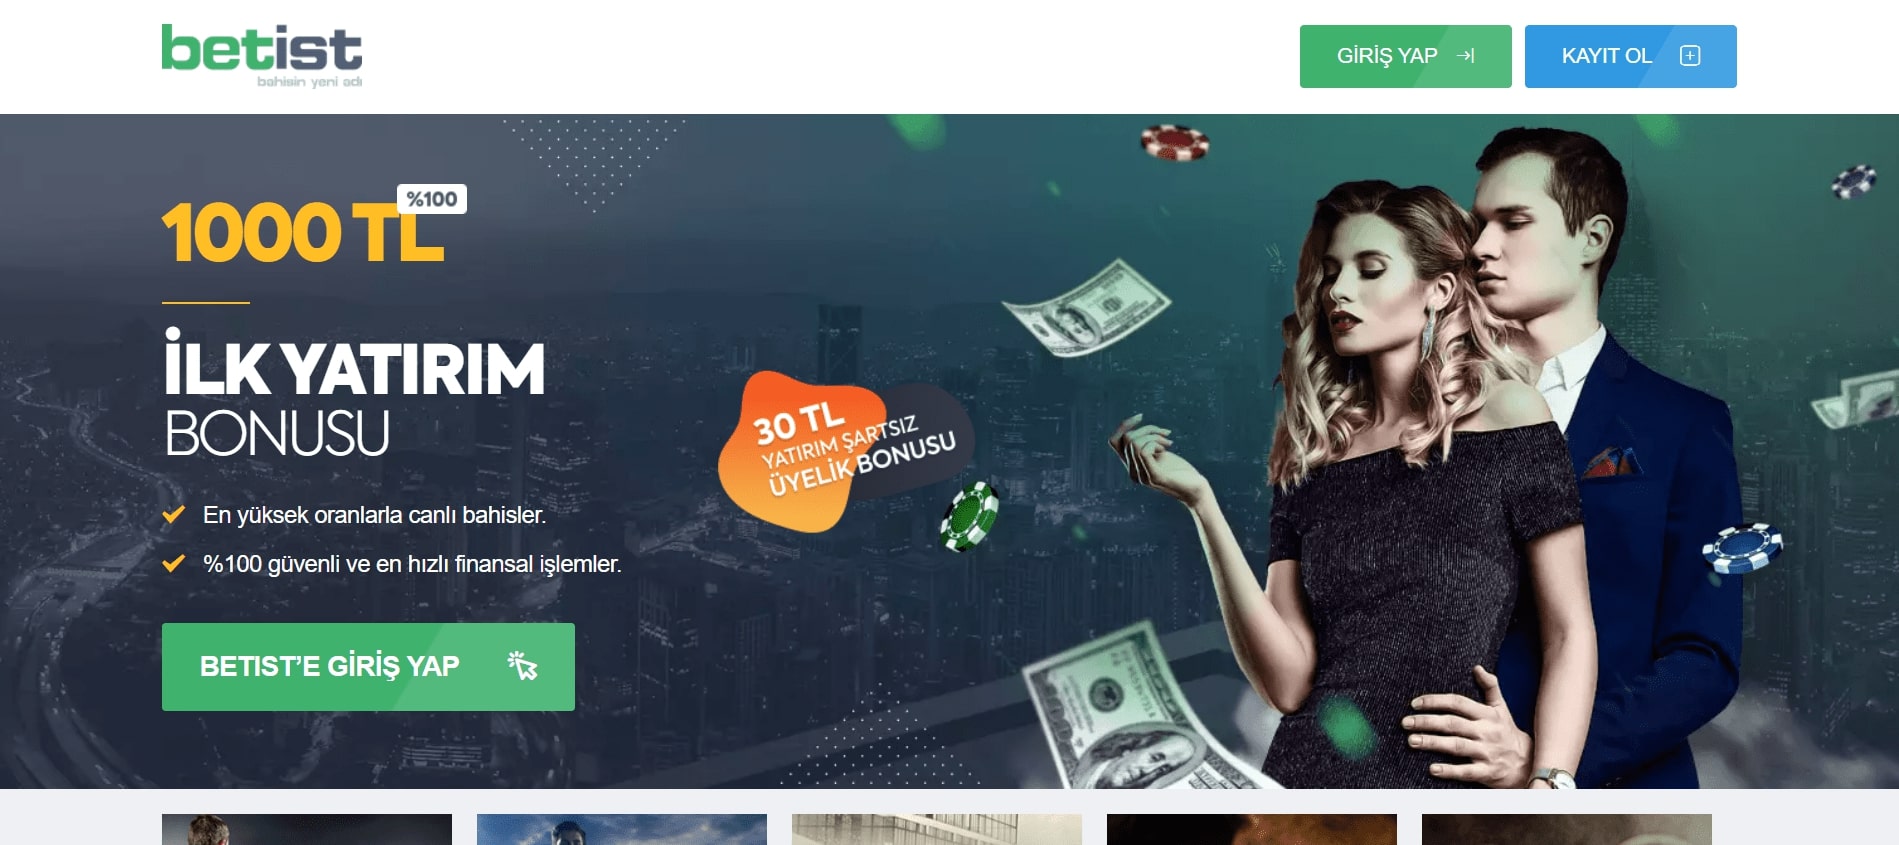 betist
bahisin yeni adı
GİRİŞ YAP
KAYIT OL
%100
1000 TL
İLK YATIRIM
BONUSU
30 TL
YATIRIM ŞARTSIZ
ÜYELİK BONUSU
En yüksek oranlarla canlı bahisler.
%100 güvenli ve en hızlı finansal işlemler.
BETIST’E GİRİŞ YAP